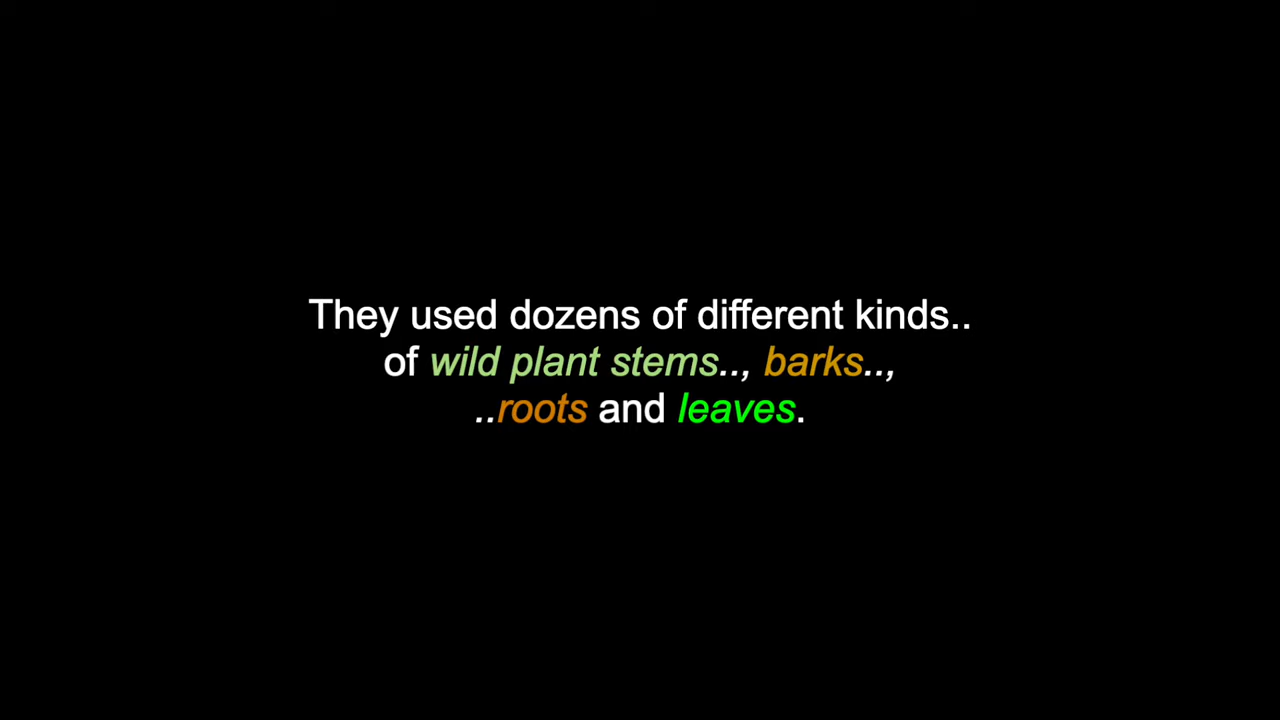 They used dozens of different kinds..
of wild plant stems.., barks..,
..roots and leaves.